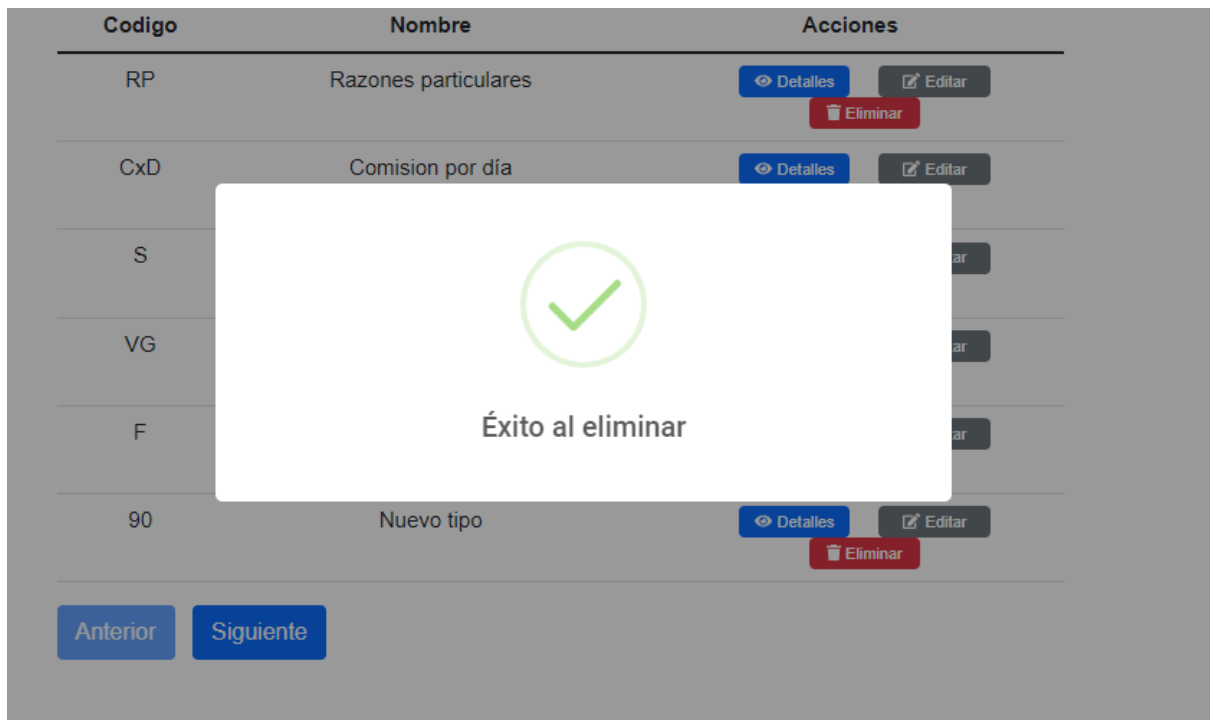 Codigo Nombre Acciones
RP Razones particulares Detalles Editar
Eliminar
CxD Comision por día Detalles Editar
S
VG
Éxito al eliminar
F
90 Nuevo tipo Detalles Editar
Eliminar
Anterior Siguiente